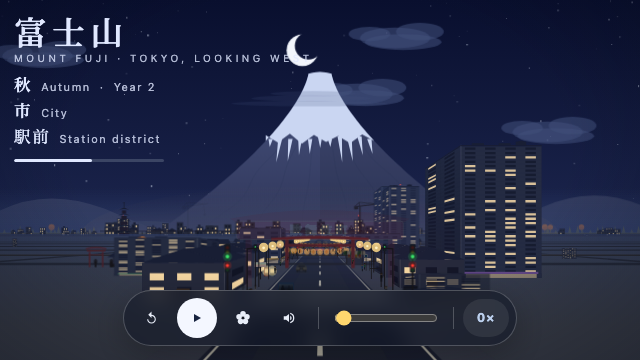 富士山
MOUNT FUJI · TOKYO, LOOKING WEST
秋 Autumn · Year 2
市 City
駅前 Station district
0×